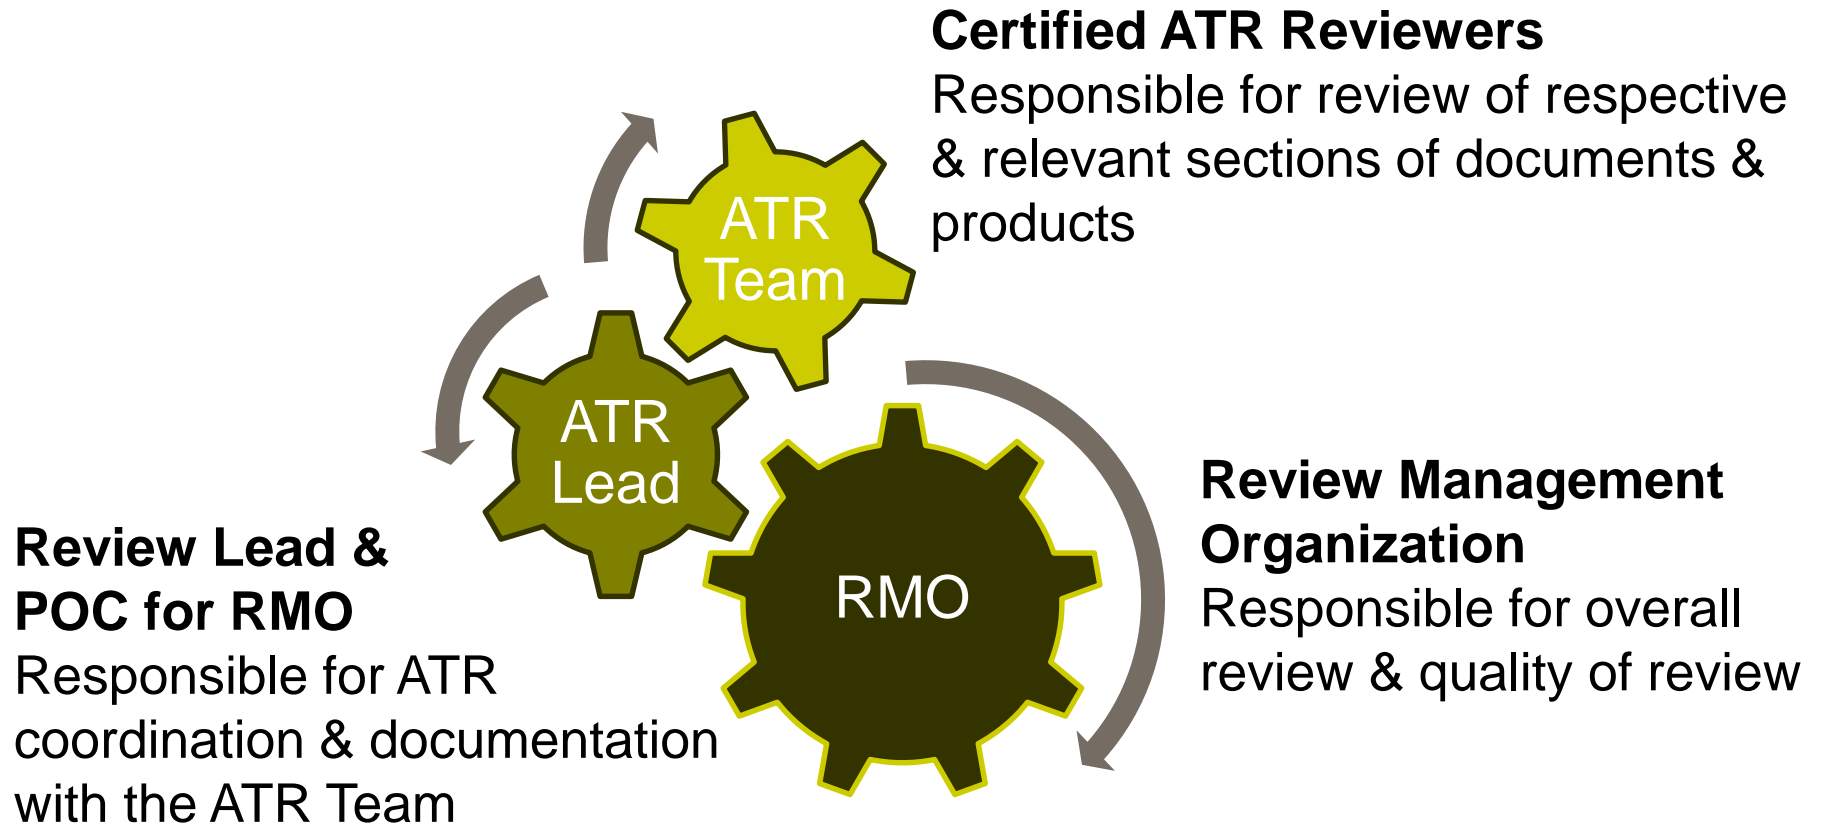 Certified ATR Reviewers
Responsible for review of respective
& relevant sections of documents &
products
ATR
Team
ATR
Lead
Review Lead &
POC for RMO
Responsible for ATR
coordination & documentation
with the ATR Team
RMO
Review Management
Organization
Responsible for overall
review & quality of review